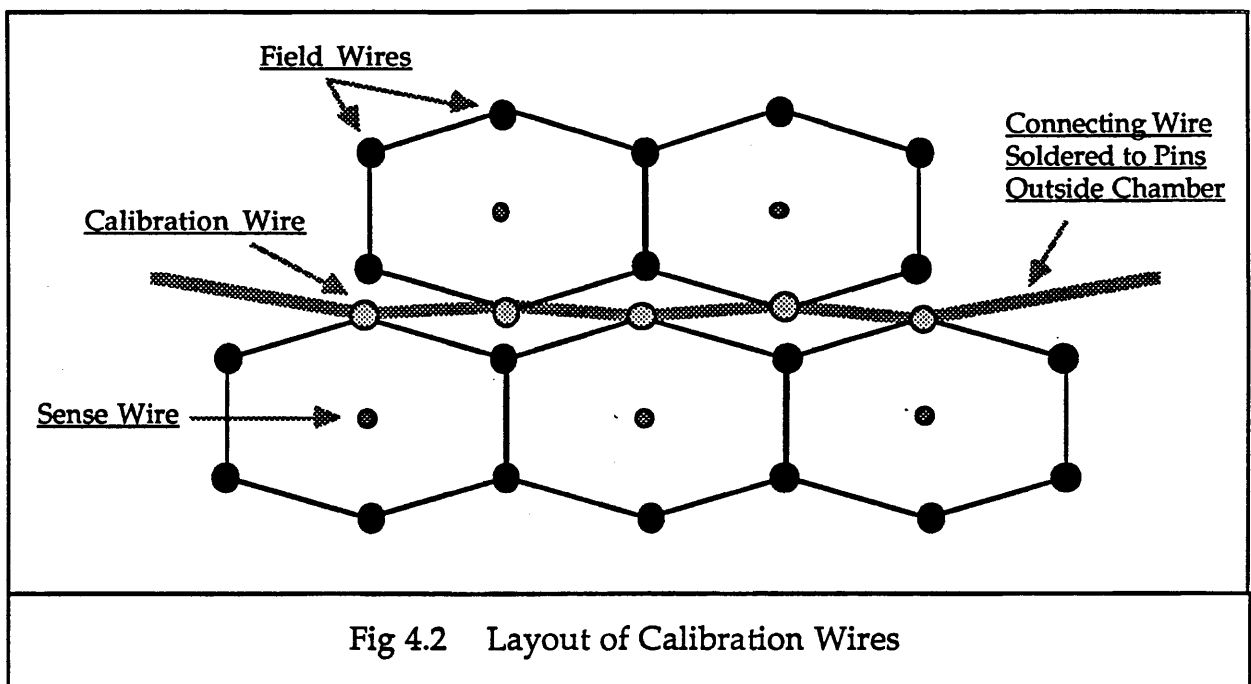 Field Wires
Connecting Wire
Soldered to Pins
Outside Chamber
Calibration Wire
Sense Wire
Fig 4.2 Layout of Calibration Wires